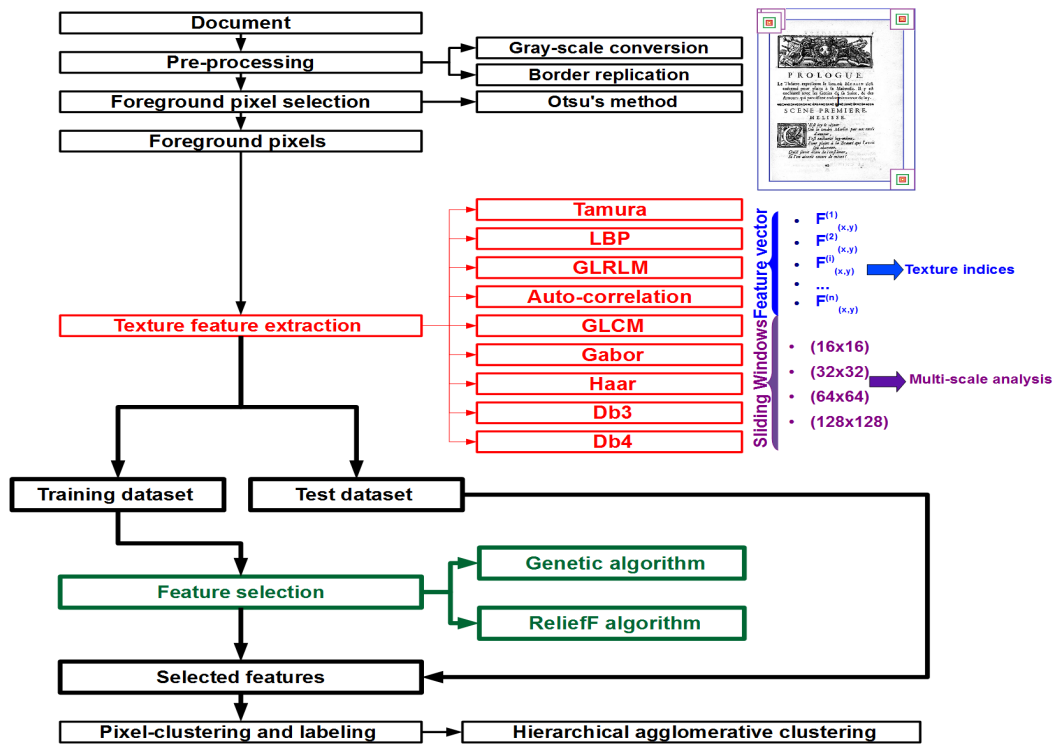 Document
Pre-processing
Gray-scale conversion
Border replication
Foreground pixel selection
Otsu's method
Foreground pixels
PROLOGUE
SCENE PREMIERE
MELISSE
Texture feature extraction
Tamura
LBP
GLRLM
Auto-correlation
GLCM
Gabor
Haar
Db3
Db4
Feature vector
F(1)(x,y)
F(2)(x,y)
F(i)(x,y)
...
F(n)(x,y)
Texture indices
Sliding Windows
(16x16)
(32x32)
(64x64)
(128x128)
Multi-scale analysis
Training dataset
Test dataset
Feature selection
Genetic algorithm
ReliefF algorithm
Selected features
Pixel-clustering and labeling
Hierarchical agglomerative clustering